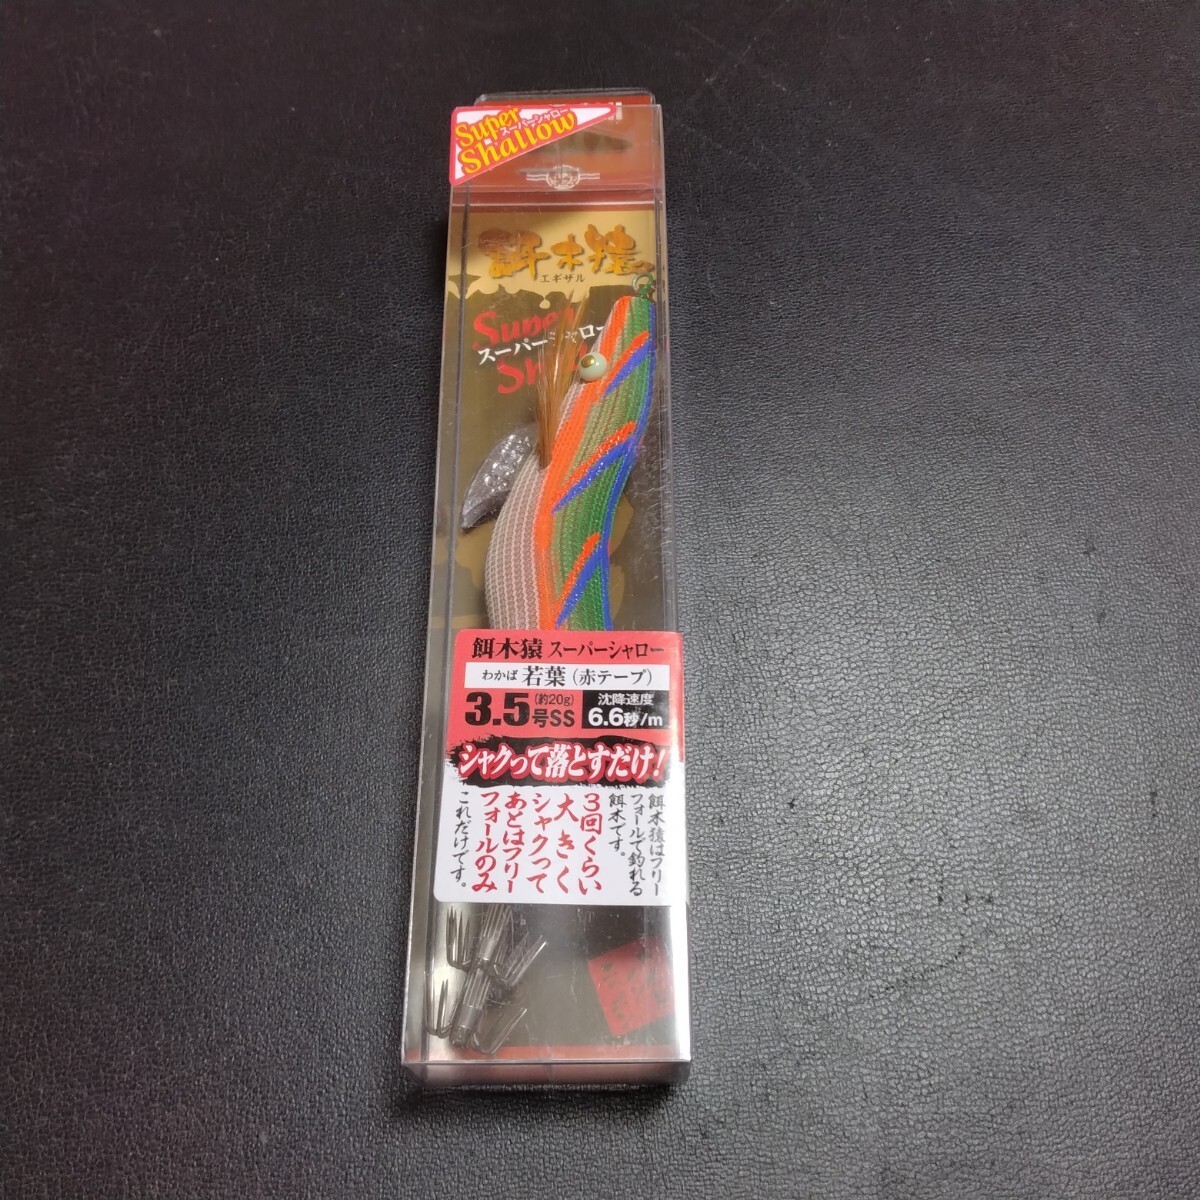 Super
スーパーシャロー
Shallow
餌木猿
エギザル
Super
スーパーシャロー
餌木猿 スーパーシャロー
わかば 若葉(赤テープ)
3.5号SS (約20g)
沈降速度
6.6秒/m
シャクって落とすだけ!
餌木猿はフリー
フォールで釣れる
餌木です。
3回くらい
大きく
シャクって
あとはフリー
フォールのみ
これだけです。